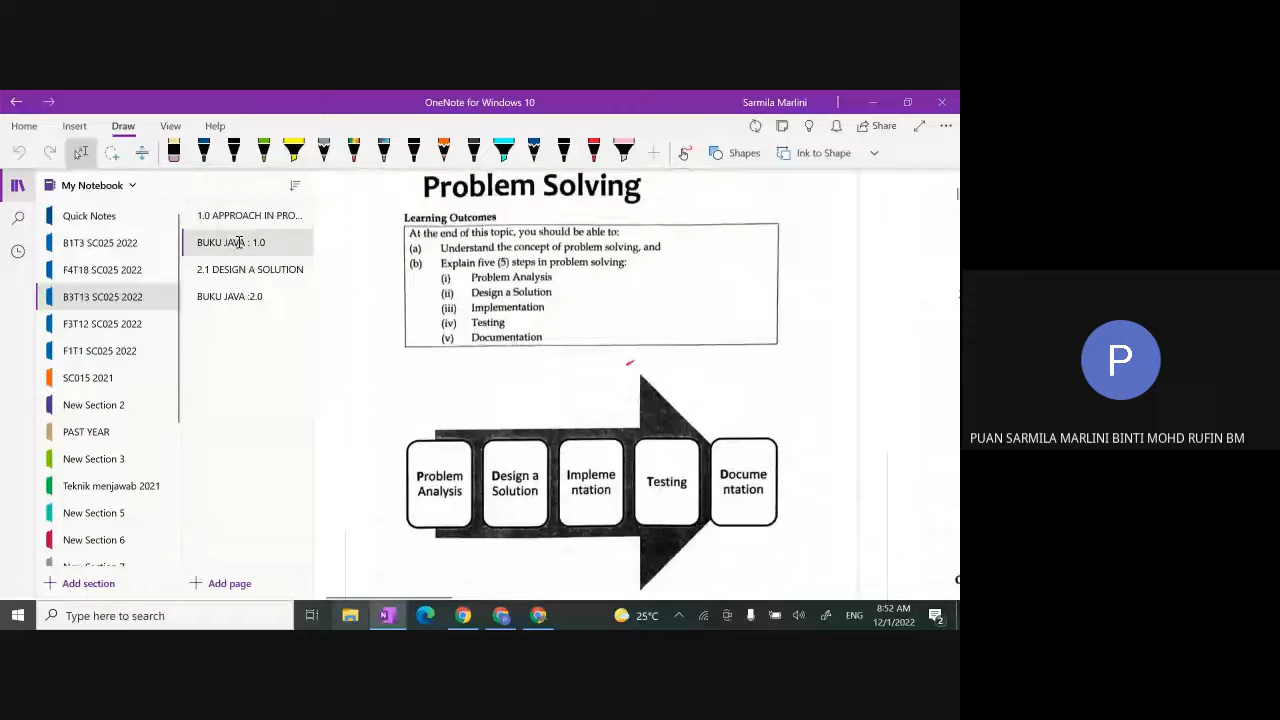 OneNote for Windows 10
Sarmila Marlini
Home
Insert
Draw
View
Help
Share
Shapes
Ink to Shape
My Notebook
Quick Notes
B1T3 SC025 2022
F4T18 SC025 2022
B3T13 SC025 2022
F3T12 SC025 2022
F1T1 SC025 2022
SC015 2021
New Section 2
PAST YEAR
New Section 3
Teknik menjawab 2021
New Section 5
New Section 6
New Section 7
Add section
1.0 APPROACH IN PRO...
BUKU JAVA : 1.0
2.1 DESIGN A SOLUTION
BUKU JAVA :2.0
Add page
Problem Solving
Learning Outcomes
At the end of this topic, you should be able to:
(a) Understand the concept of problem solving, and
(b) Explain five (5) steps in problem solving:
(i) Problem Analysis
(ii) Design a Solution
(iii) Implementation
(iv) Testing
(v) Documentation
Problem
Analysis
Design a
Solution
Impleme
ntation
Testing
Docume
ntation
P
PUAN SARMILA MARLINI BINTI MOHD RUFIN BM
Type here to search
25°C
ENG
8:52 AM
12/1/2022
2